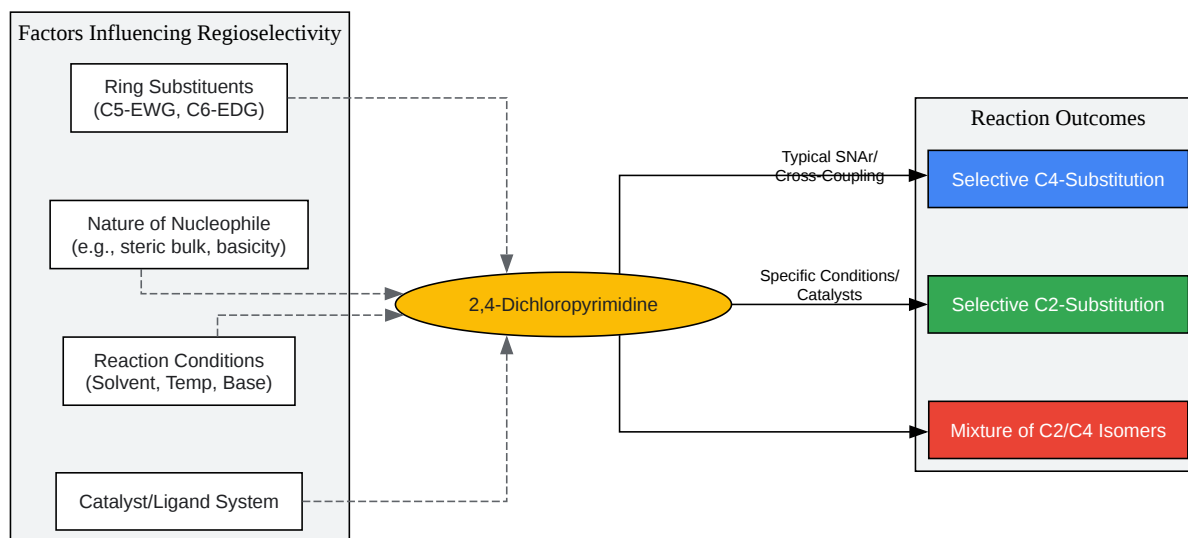 Factors Influencing Regioselectivity
Ring Substituents
(C5-EWG, C6-EDG)
Nature of Nucleophile
(e.g., steric bulk, basicity)
Reaction Conditions
(Solvent, Temp, Base)
Catalyst/Ligand System
2,4-Dichloropyrimidine
Typical SNAr/
Cross-Coupling
Specific Conditions/
Catalysts
Reaction Outcomes
Selective C4-Substitution
Selective C2-Substitution
Mixture of C2/C4 Isomers